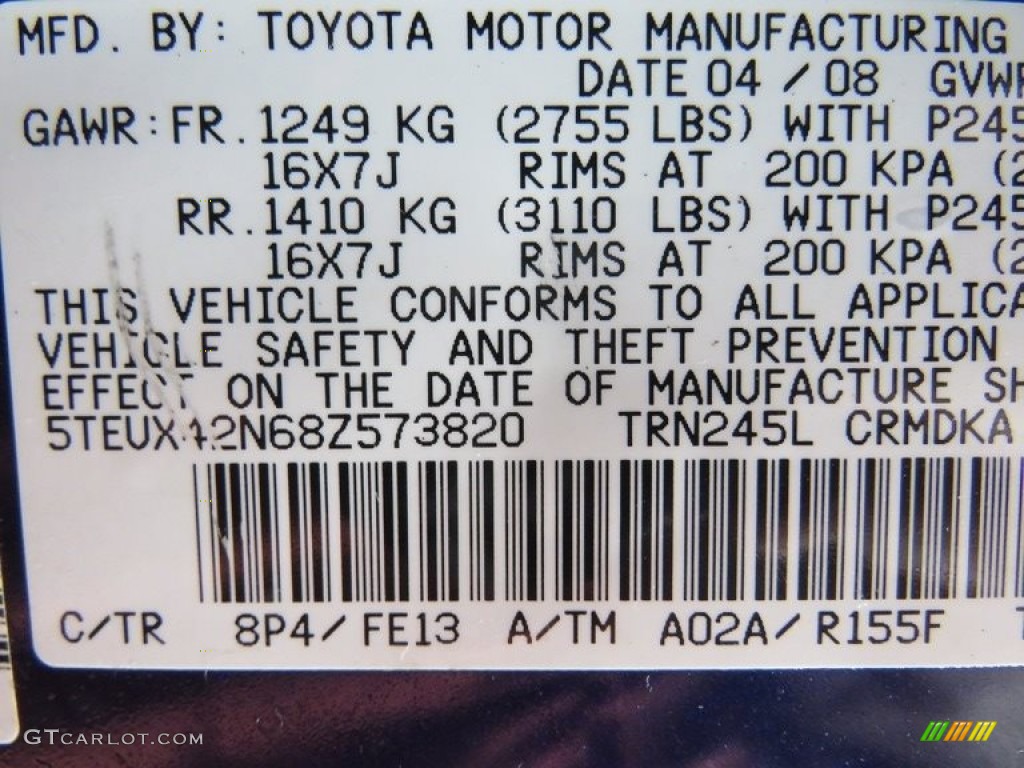 MFD. BY: TOYOTA MOTOR MANUFACTURING
DATE 04 / 08 GVWR
GAWR: FR. 1249 KG (2755 LBS) WITH P245
16X7J RIMS AT 200 KPA (2
RR. 1410 KG (3110 LBS) WITH P245
16X7J RIMS AT 200 KPA (2
THIS VEHICLE CONFORMS TO ALL APPLICA
VEHICLE SAFETY AND THEFT PREVENTION
EFFECT ON THE DATE OF MANUFACTURE SH
5TEUX42N68Z573820 TRN245L CRMDKA
C/TR 8P4/ FE13 A/TM A02A/ R155F T
GTCARLOT.COM